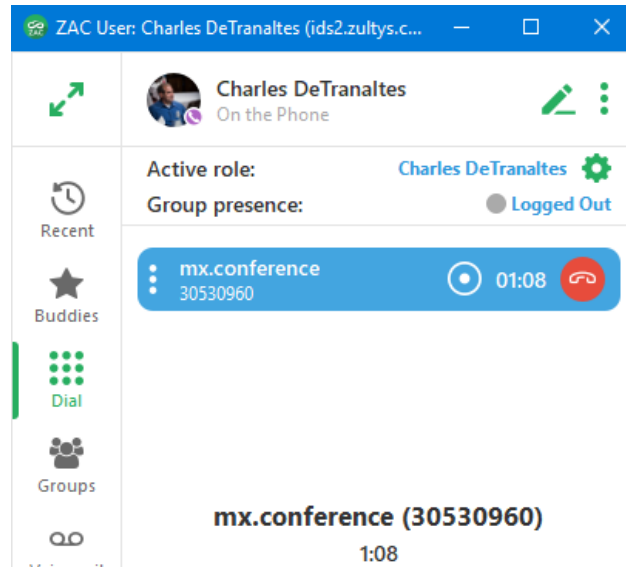 ZAC User: Charles DeTranaltes (ids2.zultys.c...
ZAC
Charles DeTranaltes
On the Phone
Active role: Charles DeTranaltes
Group presence: Logged Out
Recent
Buddies
Dial
Groups
mx.conference
30530960
01:08
mx.conference (30530960)
1:08